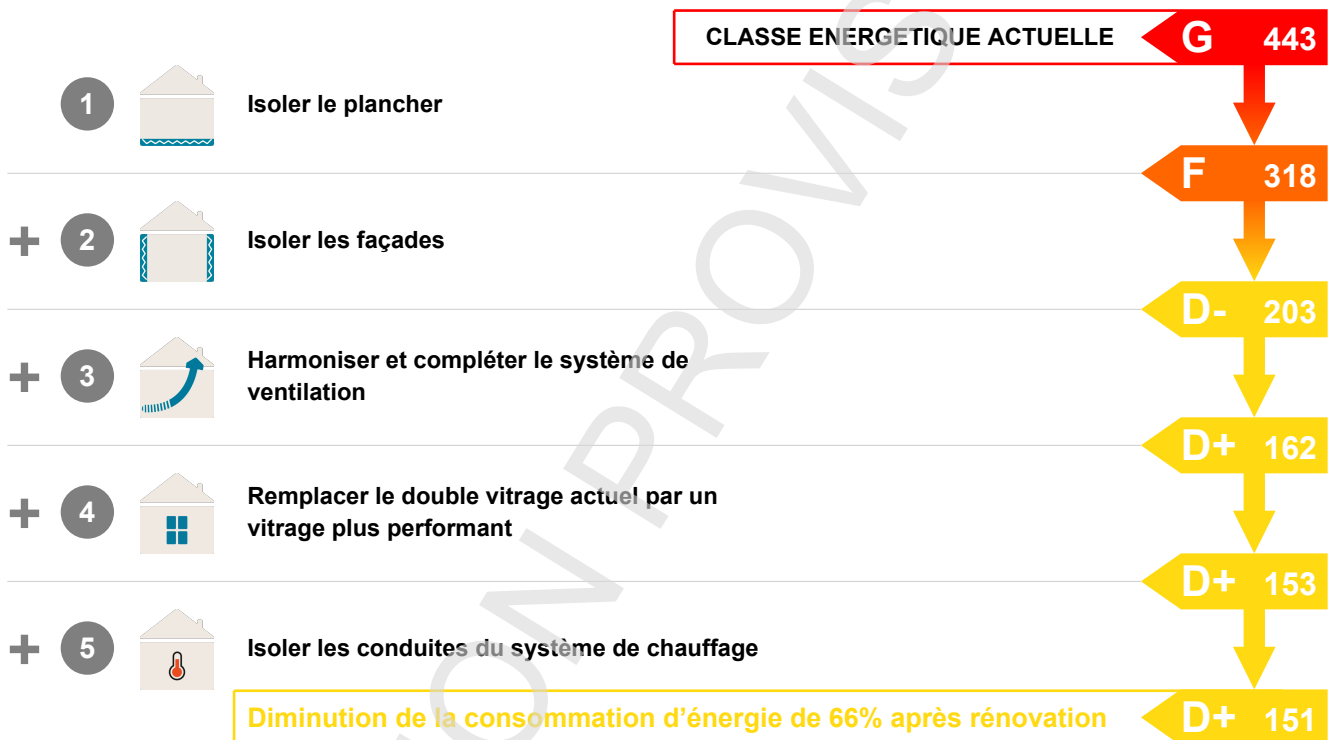 CLASSE ENERGETIQUE ACTUELLE G 443
1 Isoler le plancher
F 318
+ 2 Isoler les façades
D- 203
+ 3 Harmoniser et compléter le système de
ventilation
D+ 162
+ 4 Remplacer le double vitrage actuel par un
vitrage plus performant
D+ 153
+ 5 Isoler les conduites du système de chauffage
Diminution de la consommation d’énergie de 66% après rénovation D+ 151
ON PROVIS